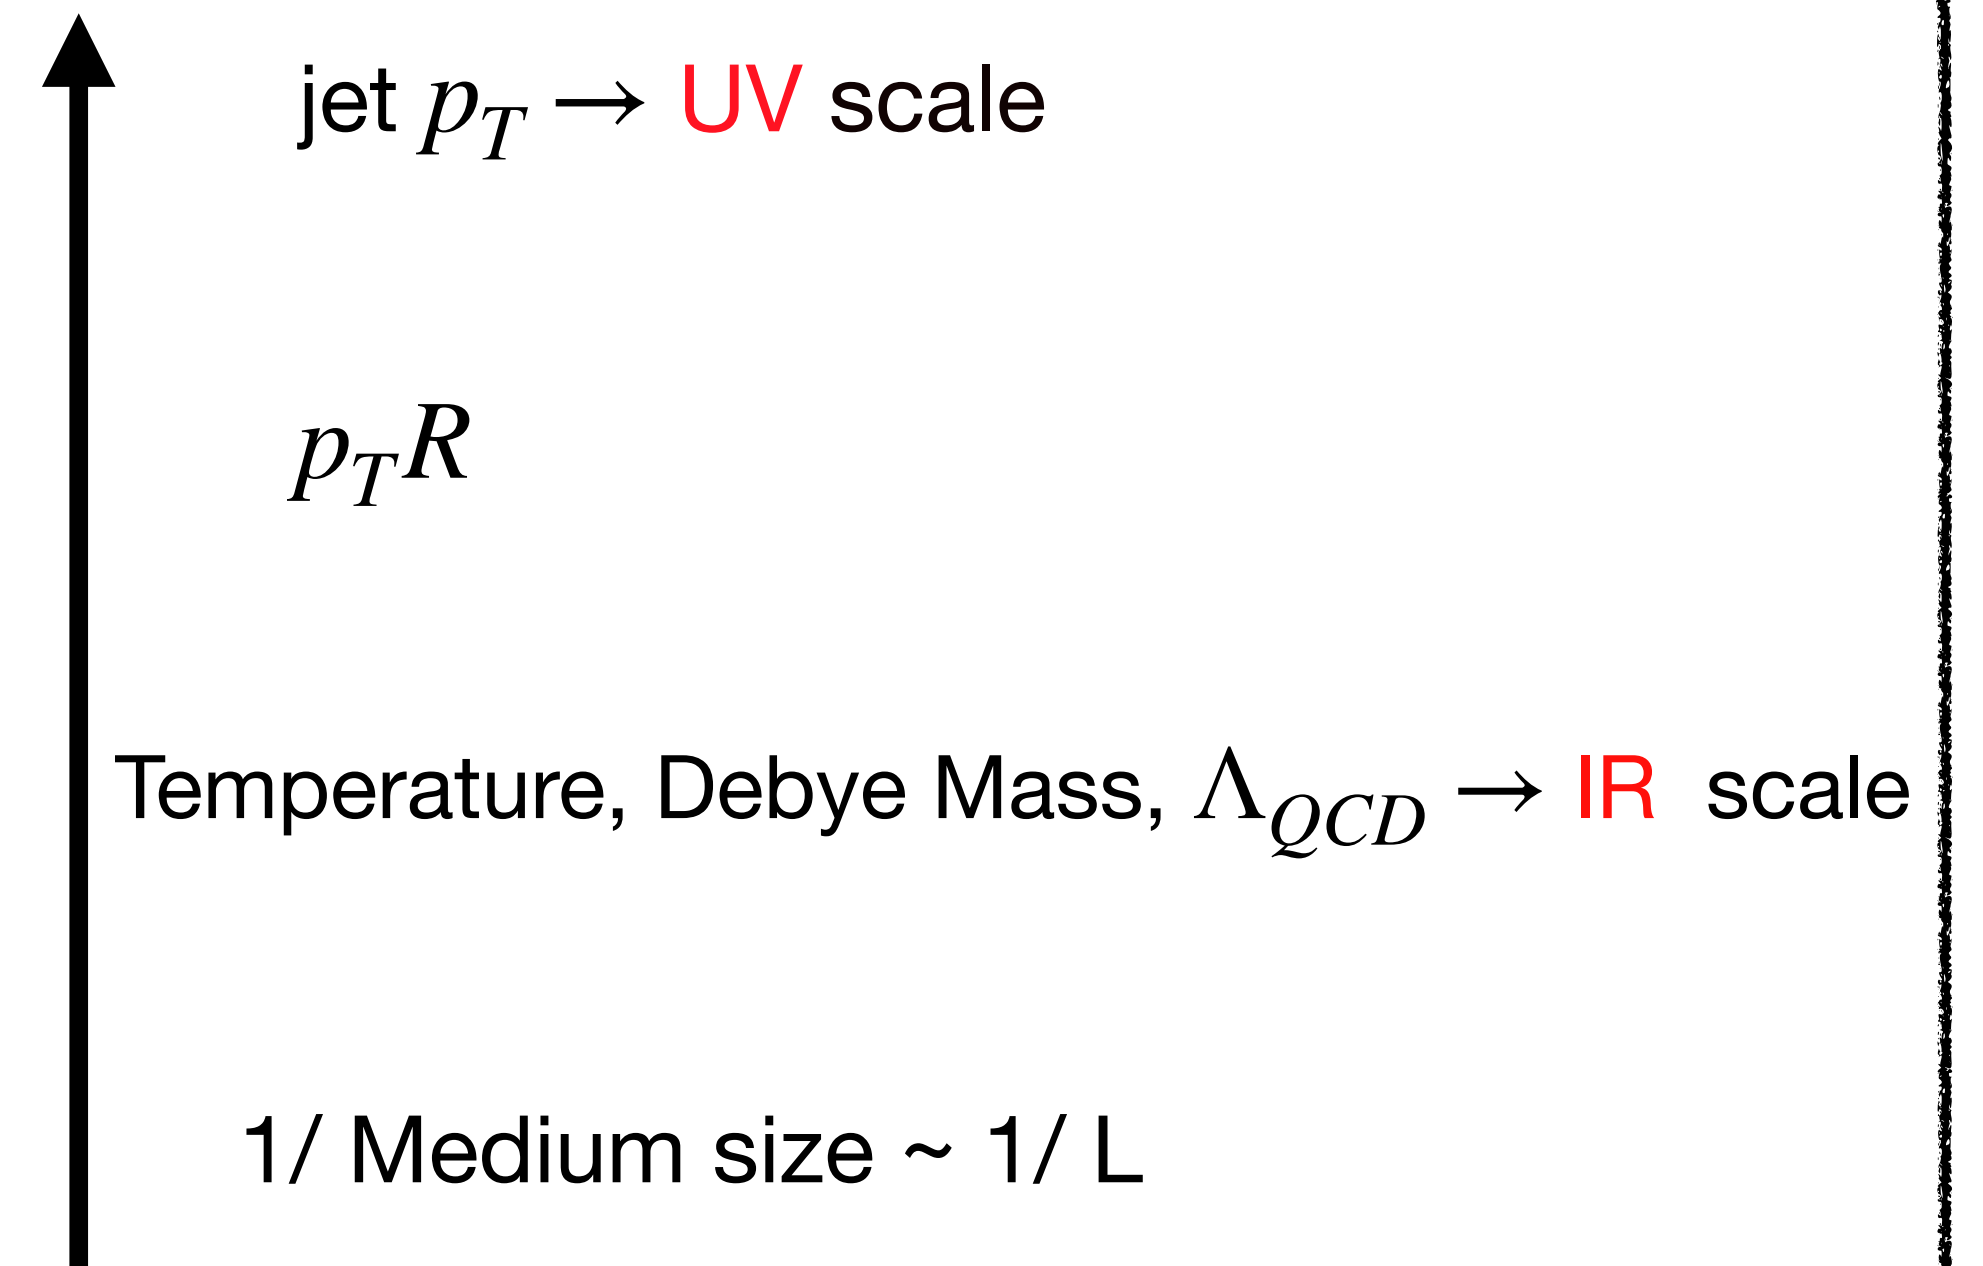 jet p_T → UV scale
p_T R
Temperature, Debye Mass, Λ_QCD → IR scale
1/ Medium size ~ 1/ L